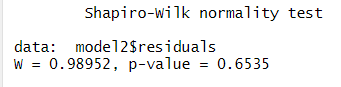 Shapiro-Wilk normality test
data:  model2$residuals
W = 0.98952, p-value = 0.6535